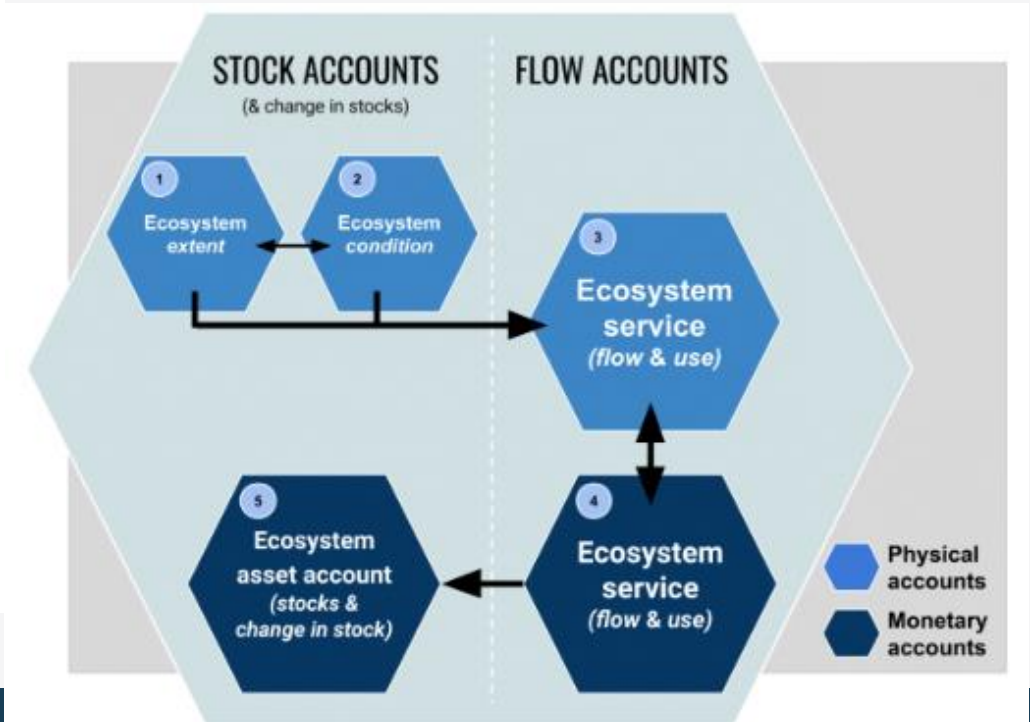 STOCK ACCOUNTS
(& change in stocks)
FLOW ACCOUNTS
1
Ecosystem
extent
2
Ecosystem
condition
3
Ecosystem
service
(flow & use)
4
Ecosystem
service
(flow & use)
5
Ecosystem
asset account
(stocks &
change in stock)
Physical
accounts
Monetary
accounts